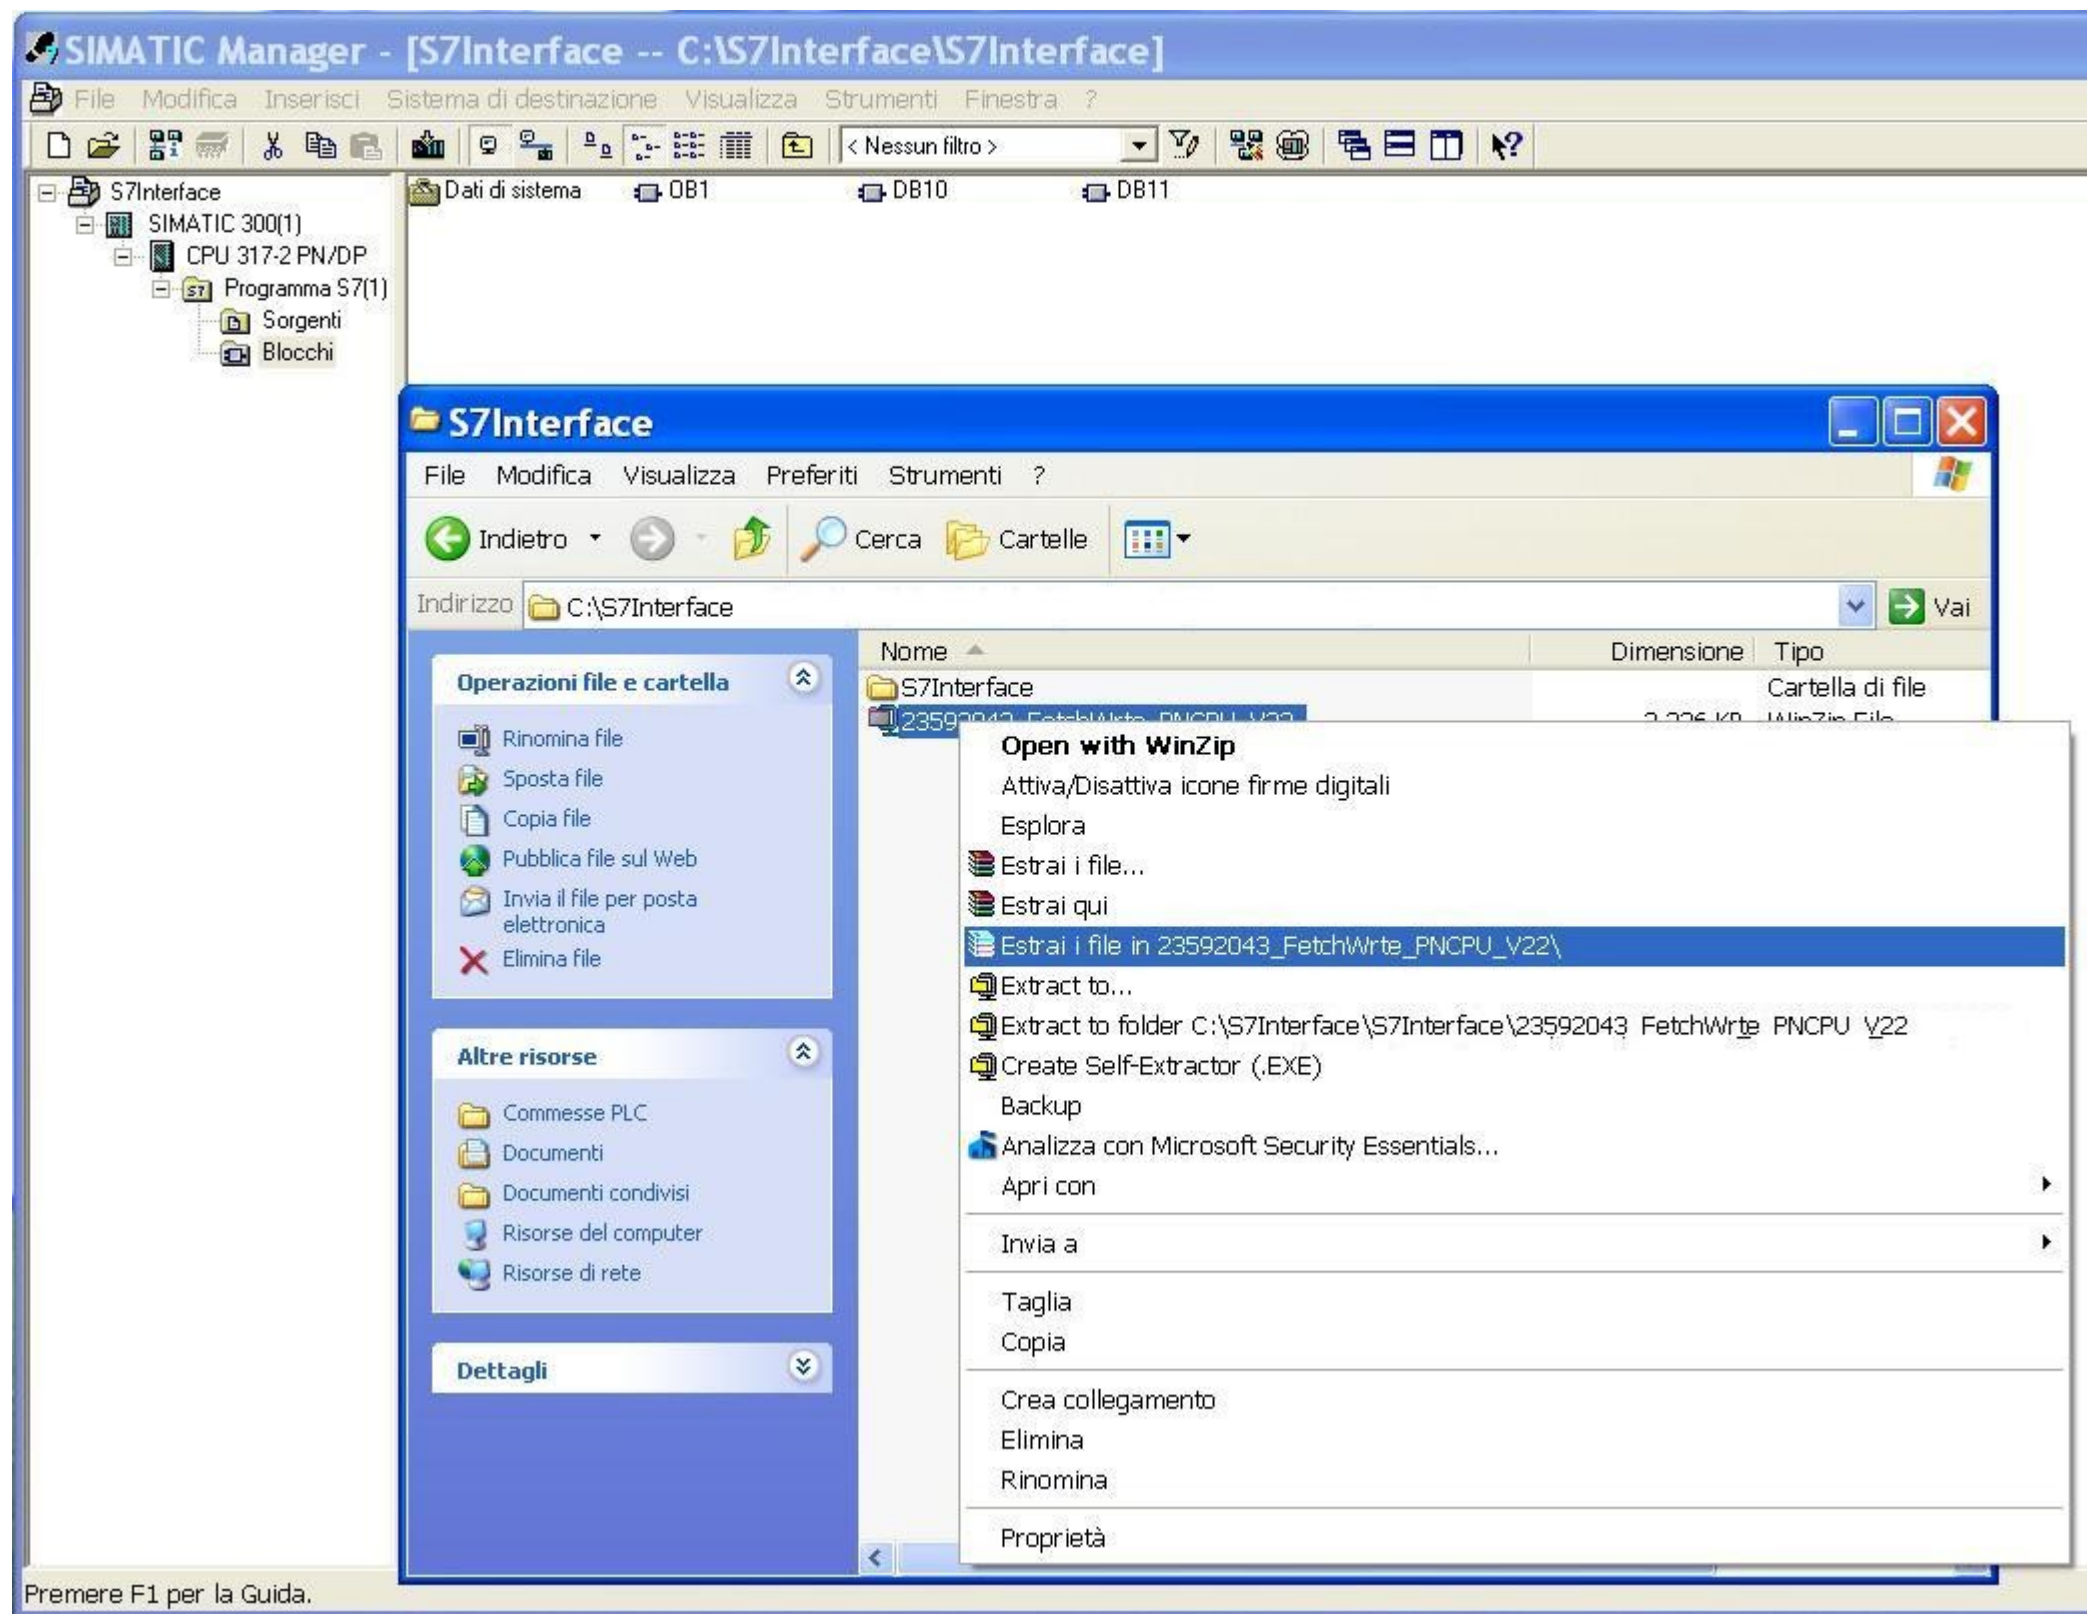 SIMATIC Manager - [S7Interface -- C:\S7Interface\S7Interface]
File Modifica Inserisci Sistema di destinazione Visualizza Strumenti Finestra ?
< Nessun filtro >
S7Interface
SIMATIC 300(1)
CPU 317-2 PN/DP
Programma S7(1)
Sorgenti
Blocchi
Dati di sistema OB1 DB10 DB11
S7Interface
File Modifica Visualizza Preferiti Strumenti ?
Indietro Cerca Cartelle
Indirizzo C:\S7Interface Vai
Operazioni file e cartella
Rinomina file
Sposta file
Copia file
Pubblica file sul Web
Invia il file per posta
elettronica
Elimina file
Altre risorse
Commesse PLC
Documenti
Documenti condivisi
Risorse del computer
Risorse di rete
Dettagli
Nome Dimensione Tipo
S7Interface Cartella di file
23592043_FetchWrte_PNCPU_V22 WinZip File
Open with WinZip
Attiva/Disattiva icone firme digitali
Esplora
Estrai i file...
Estrai qui
Estrai i file in 23592043_FetchWrte_PNCPU_V22\
Extract to...
Extract to folder C:\S7Interface\S7Interface\23592043_FetchWrte_PNCPU_V22
Create Self-Extractor (.EXE)
Backup
Analizza con Microsoft Security Essentials...
Apri con
Invia a
Taglia
Copia
Crea collegamento
Elimina
Rinomina
Proprietà
Premere F1 per la Guida.